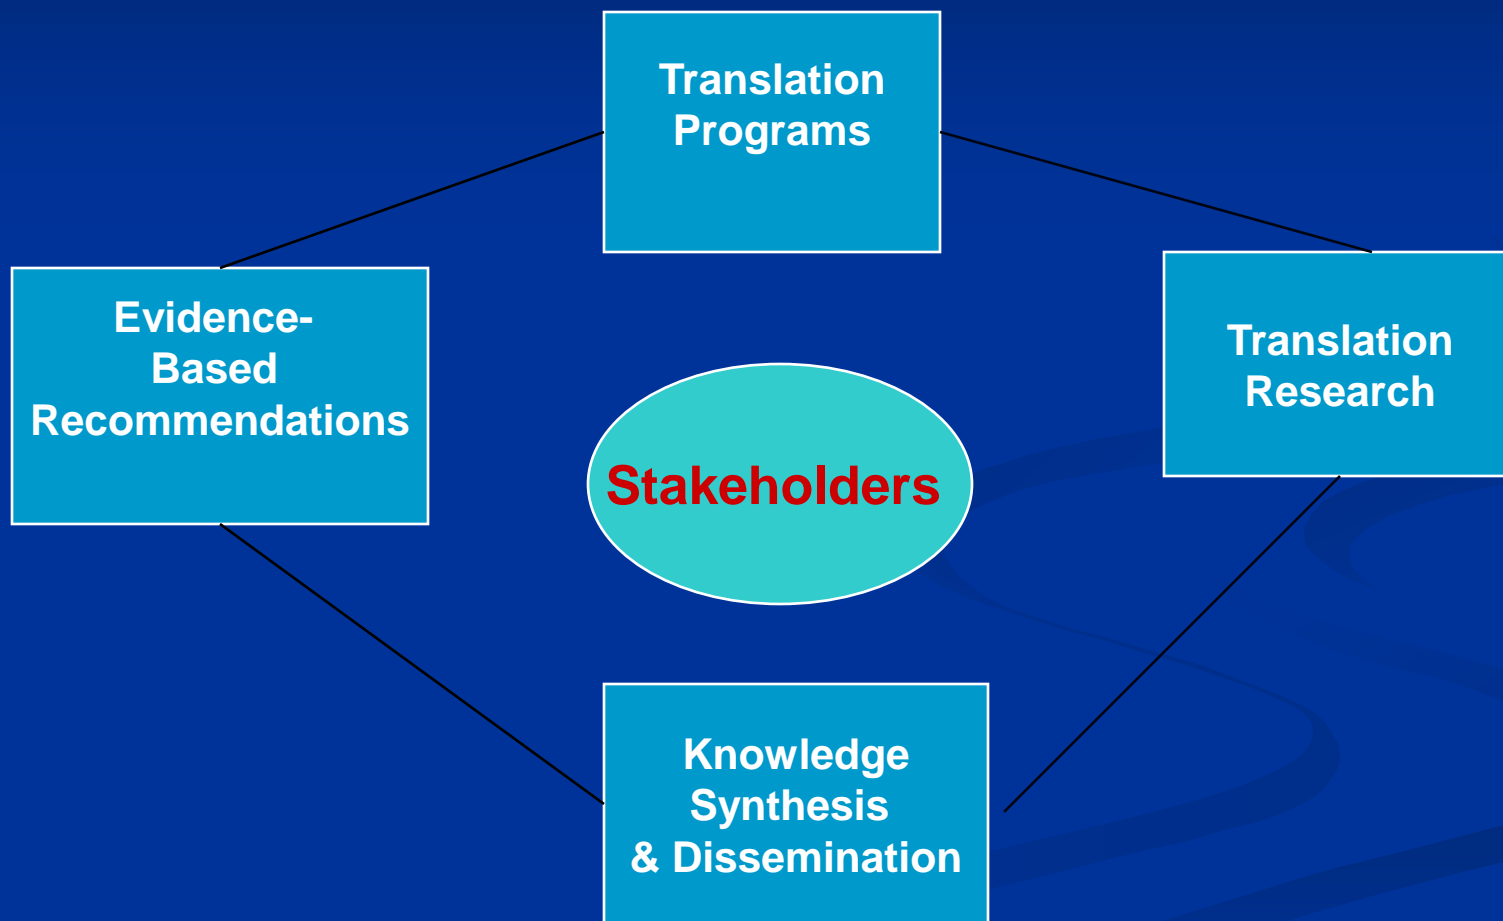 Translation
Programs
Evidence-
Based
Recommendations
Translation
Research
Stakeholders
Knowledge
Synthesis
& Dissemination